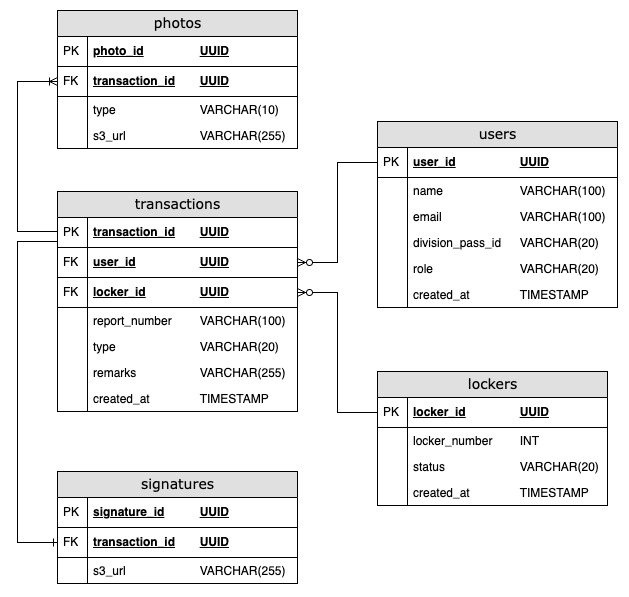 photos
PK photo_id UUID
FK transaction_id UUID
type VARCHAR(10)
s3_url VARCHAR(255)
users
PK user_id UUID
name VARCHAR(100)
email VARCHAR(100)
division_pass_id VARCHAR(20)
role VARCHAR(20)
created_at TIMESTAMP
transactions
PK transaction_id UUID
FK user_id UUID
FK locker_id UUID
report_number VARCHAR(100)
type VARCHAR(20)
remarks VARCHAR(255)
created_at TIMESTAMP
lockers
PK locker_id UUID
locker_number INT
status VARCHAR(20)
created_at TIMESTAMP
signatures
PK signature_id UUID
FK transaction_id UUID
s3_url VARCHAR(255)